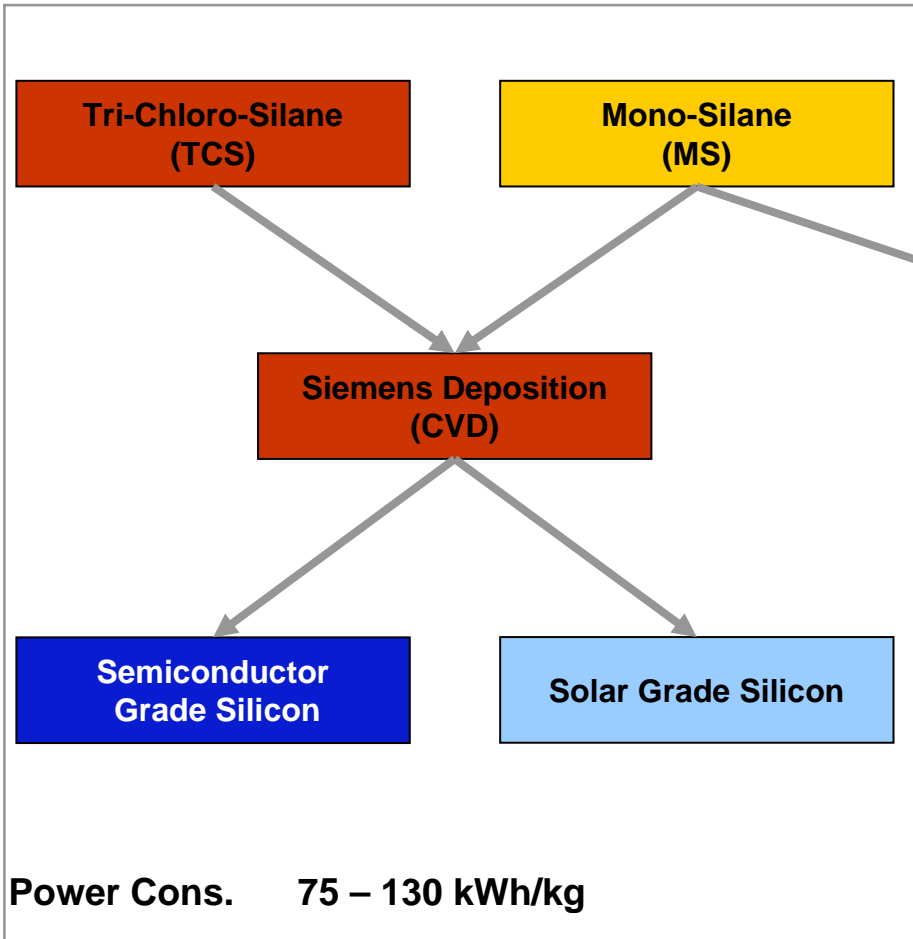 Tri-Chloro-Silane
(TCS)
Mono-Silane
(MS)
Siemens Deposition
(CVD)
Semiconductor
Grade Silicon
Solar Grade Silicon
Power Cons. 75 – 130 kWh/kg